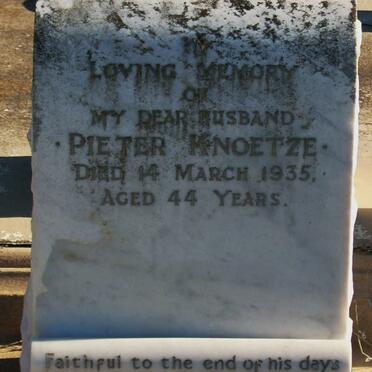 IN
LOVING MEMORY
OF
MY DEAR HUSBAND
· PIETER KNOETZE ·
DIED 14 MARCH 1935,
AGED 44 YEARS.
Faithful to the end of his days